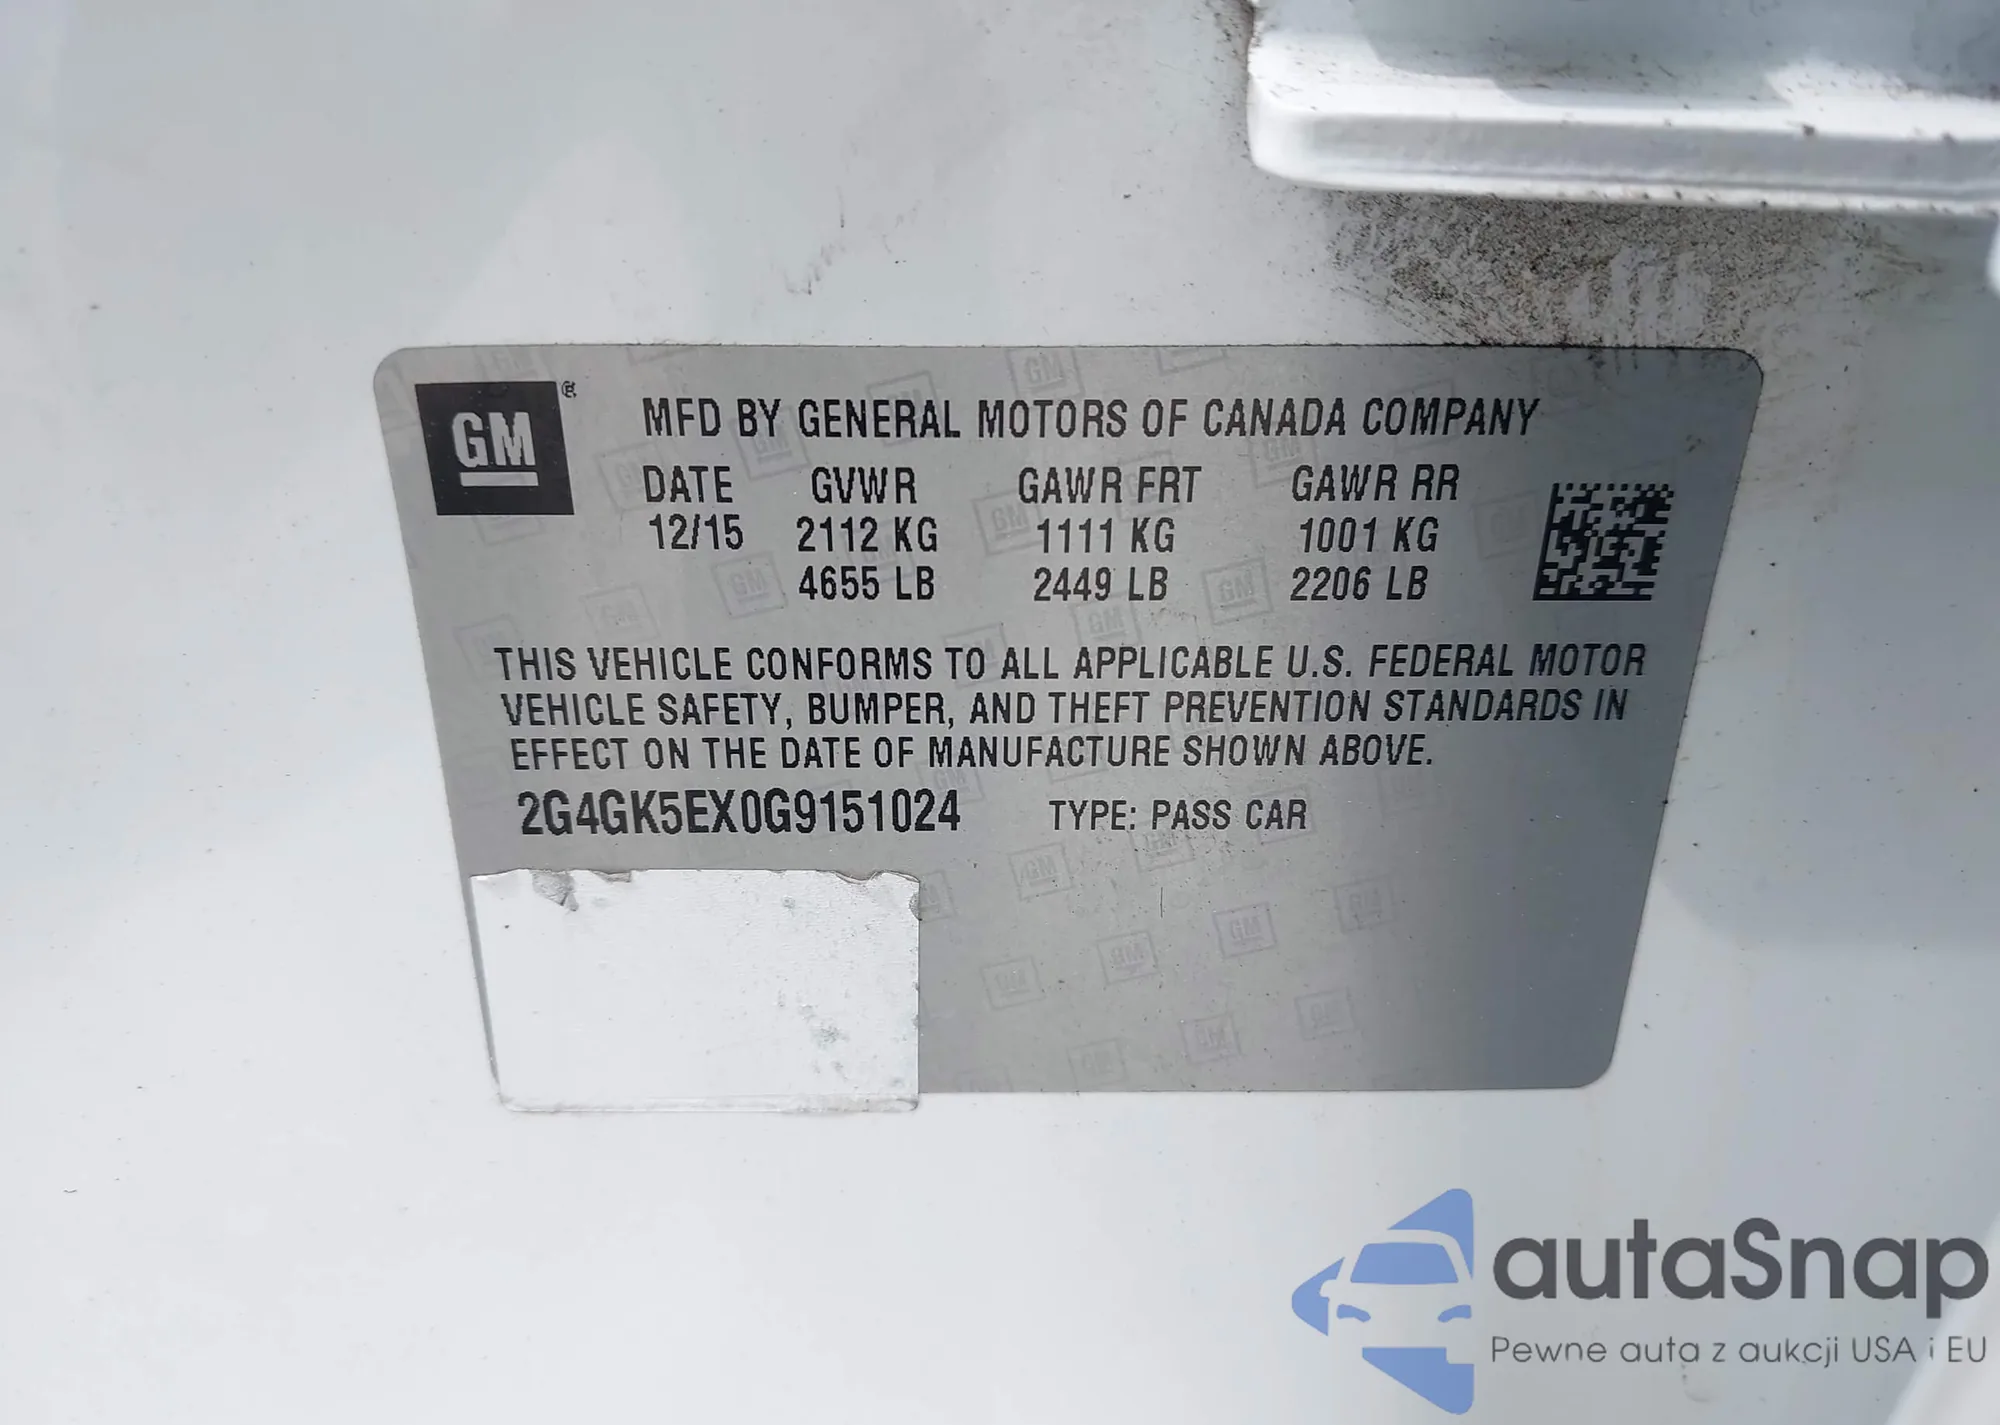 GM ®
MFD BY GENERAL MOTORS OF CANADA COMPANY
DATE GVWR GAWR FRT GAWR RR
12/15 2112 KG 1111 KG 1001 KG
4655 LB 2449 LB 2206 LB
THIS VEHICLE CONFORMS TO ALL APPLICABLE U.S. FEDERAL MOTOR
VEHICLE SAFETY, BUMPER, AND THEFT PREVENTION STANDARDS IN
EFFECT ON THE DATE OF MANUFACTURE SHOWN ABOVE.
2G4GK5EX0G9151024 TYPE: PASS CAR
autaSnap
Pewne auta z aukcji USA i EU